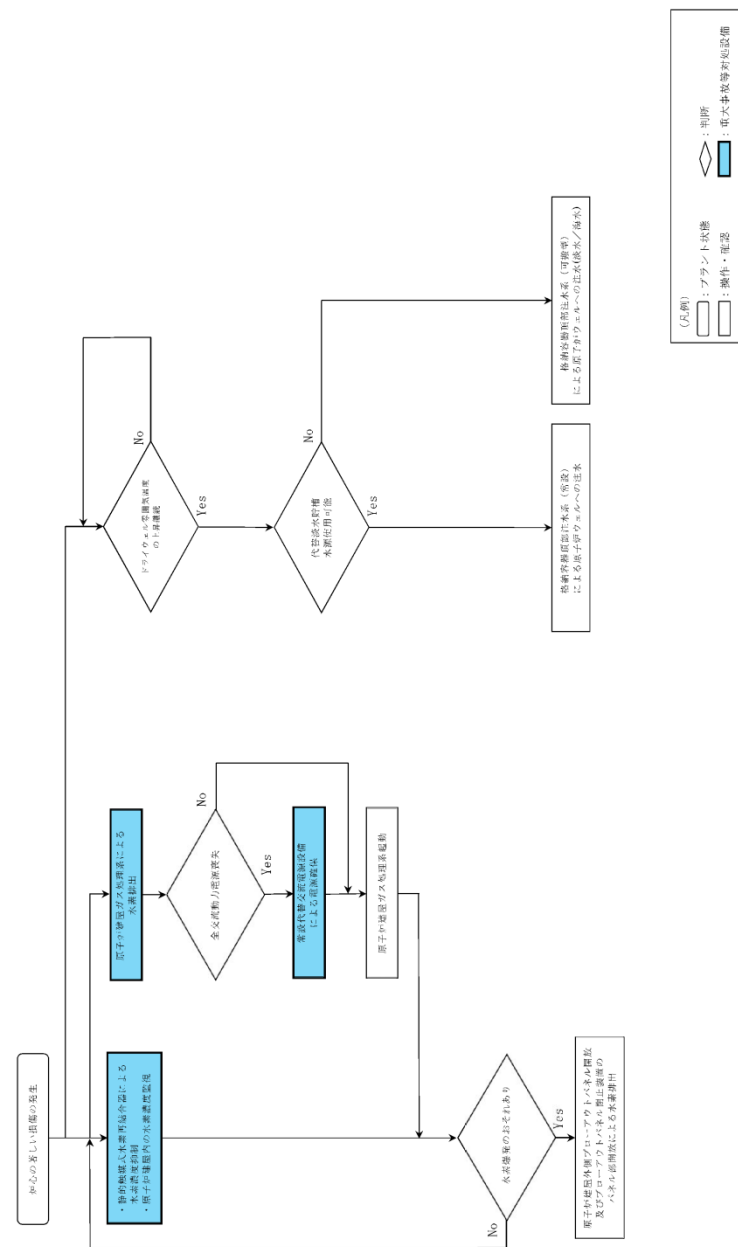 炉心の著しい損傷の発生
・静的触媒式水素再結合器による
水素濃度抑制
・原子炉建屋内の水素濃度監視
原子炉建屋ガス処理系による
水素排出
全交流動力電源喪失
No
Yes
常設代替交流電源設備
による電源確保
原子炉建屋ガス処理系起動
水素爆発のおそれあり
No
Yes
原子炉建屋外側ブローアウトパネル開放
及びブローアウトパネル閉止装置の
パネル部開放による水素排出
ドライウェル雰囲気温度
の上昇継続
No
Yes
代替淡水貯槽
水源使用可能
No
Yes
格納容器頂部注水系（常設）
による原子炉ウェルへの注水
格納容器頂部注水系（可搬型）
による原子炉ウェルへの注水(淡水／海水)
(凡例)
：プラント状態
：判断
：操作・確認
：重大事故等対処設備